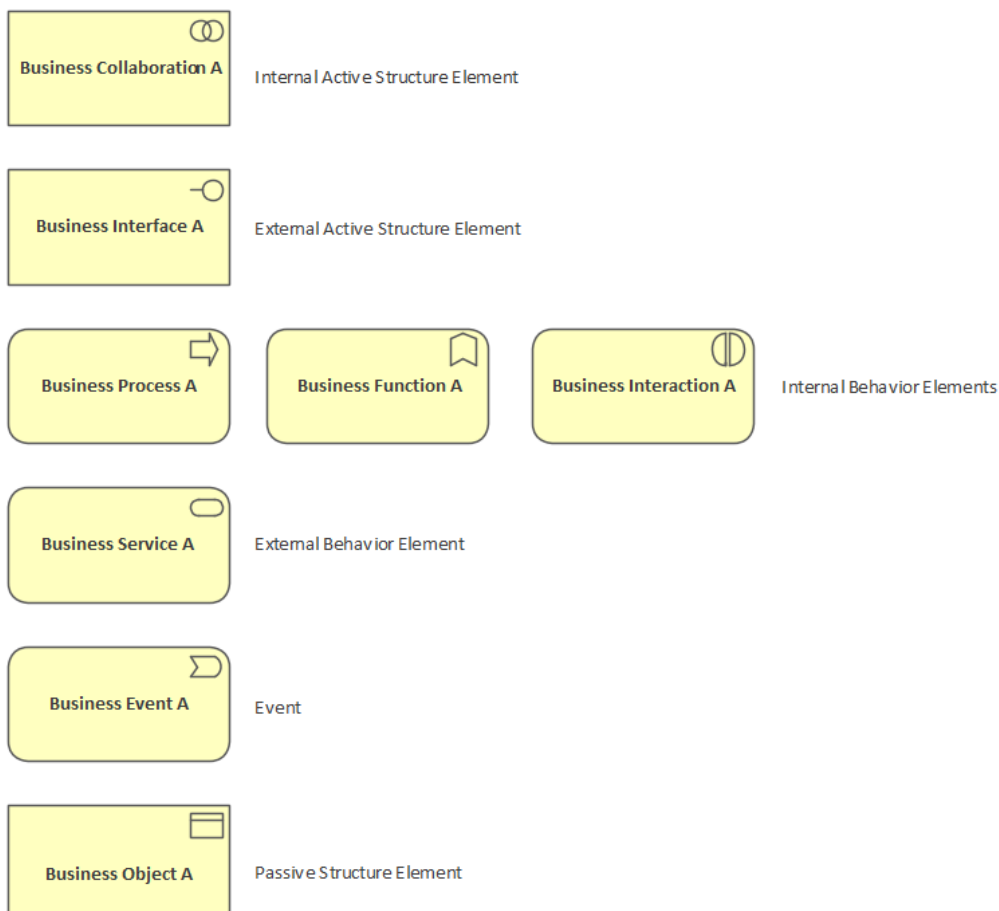 Business Collaboration A
Internal Active Structure Element
Business Interface A
External Active Structure Element
Business Process A
Business Function A
Business Interaction A
Internal Behavior Elements
Business Service A
External Behavior Element
Business Event A
Event
Business Object A
Passive Structure Element